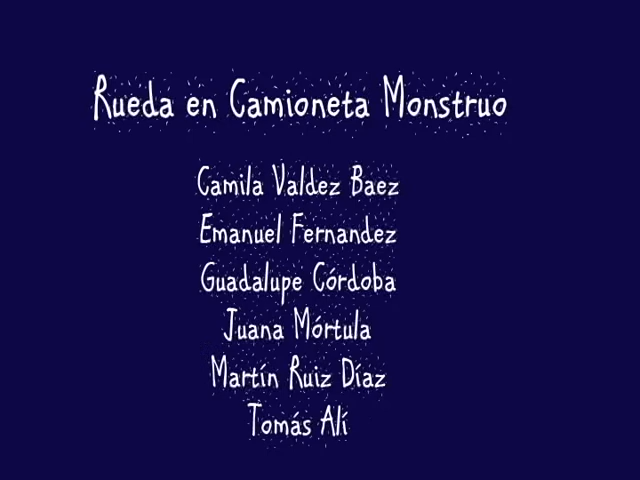 Rueda en Camioneta Monstruo
Camila Valdez Baez
Emanuel Fernandez
Guadalupe Córdoba
Juana Mórtula
Martín Ruiz Díaz
Tomás Alí